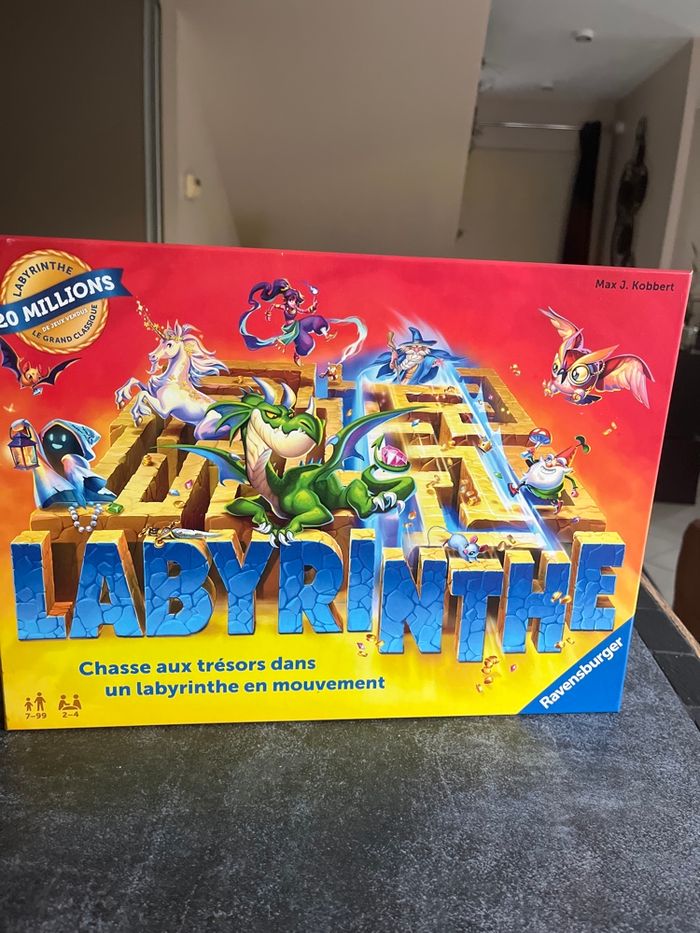 LABYRINTHE
20 MILLIONS
DE JEUX VENDUS
LE GRAND CLASSIQUE
Max J. Kobbert
LABYRINTHE
Chasse aux trésors dans
un labyrinthe en mouvement
7-99
2-4
Ravensburger